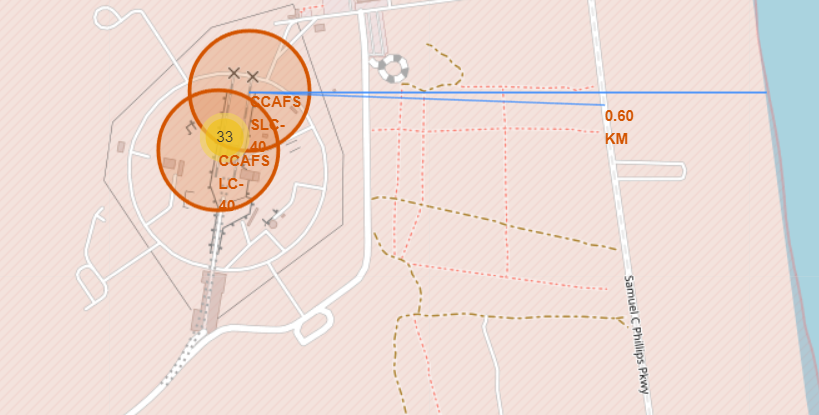 CCAFS
SLC-
40
33
CCAFS
LC-
40
0.60
KM
Samuel C Phillips Pkwy